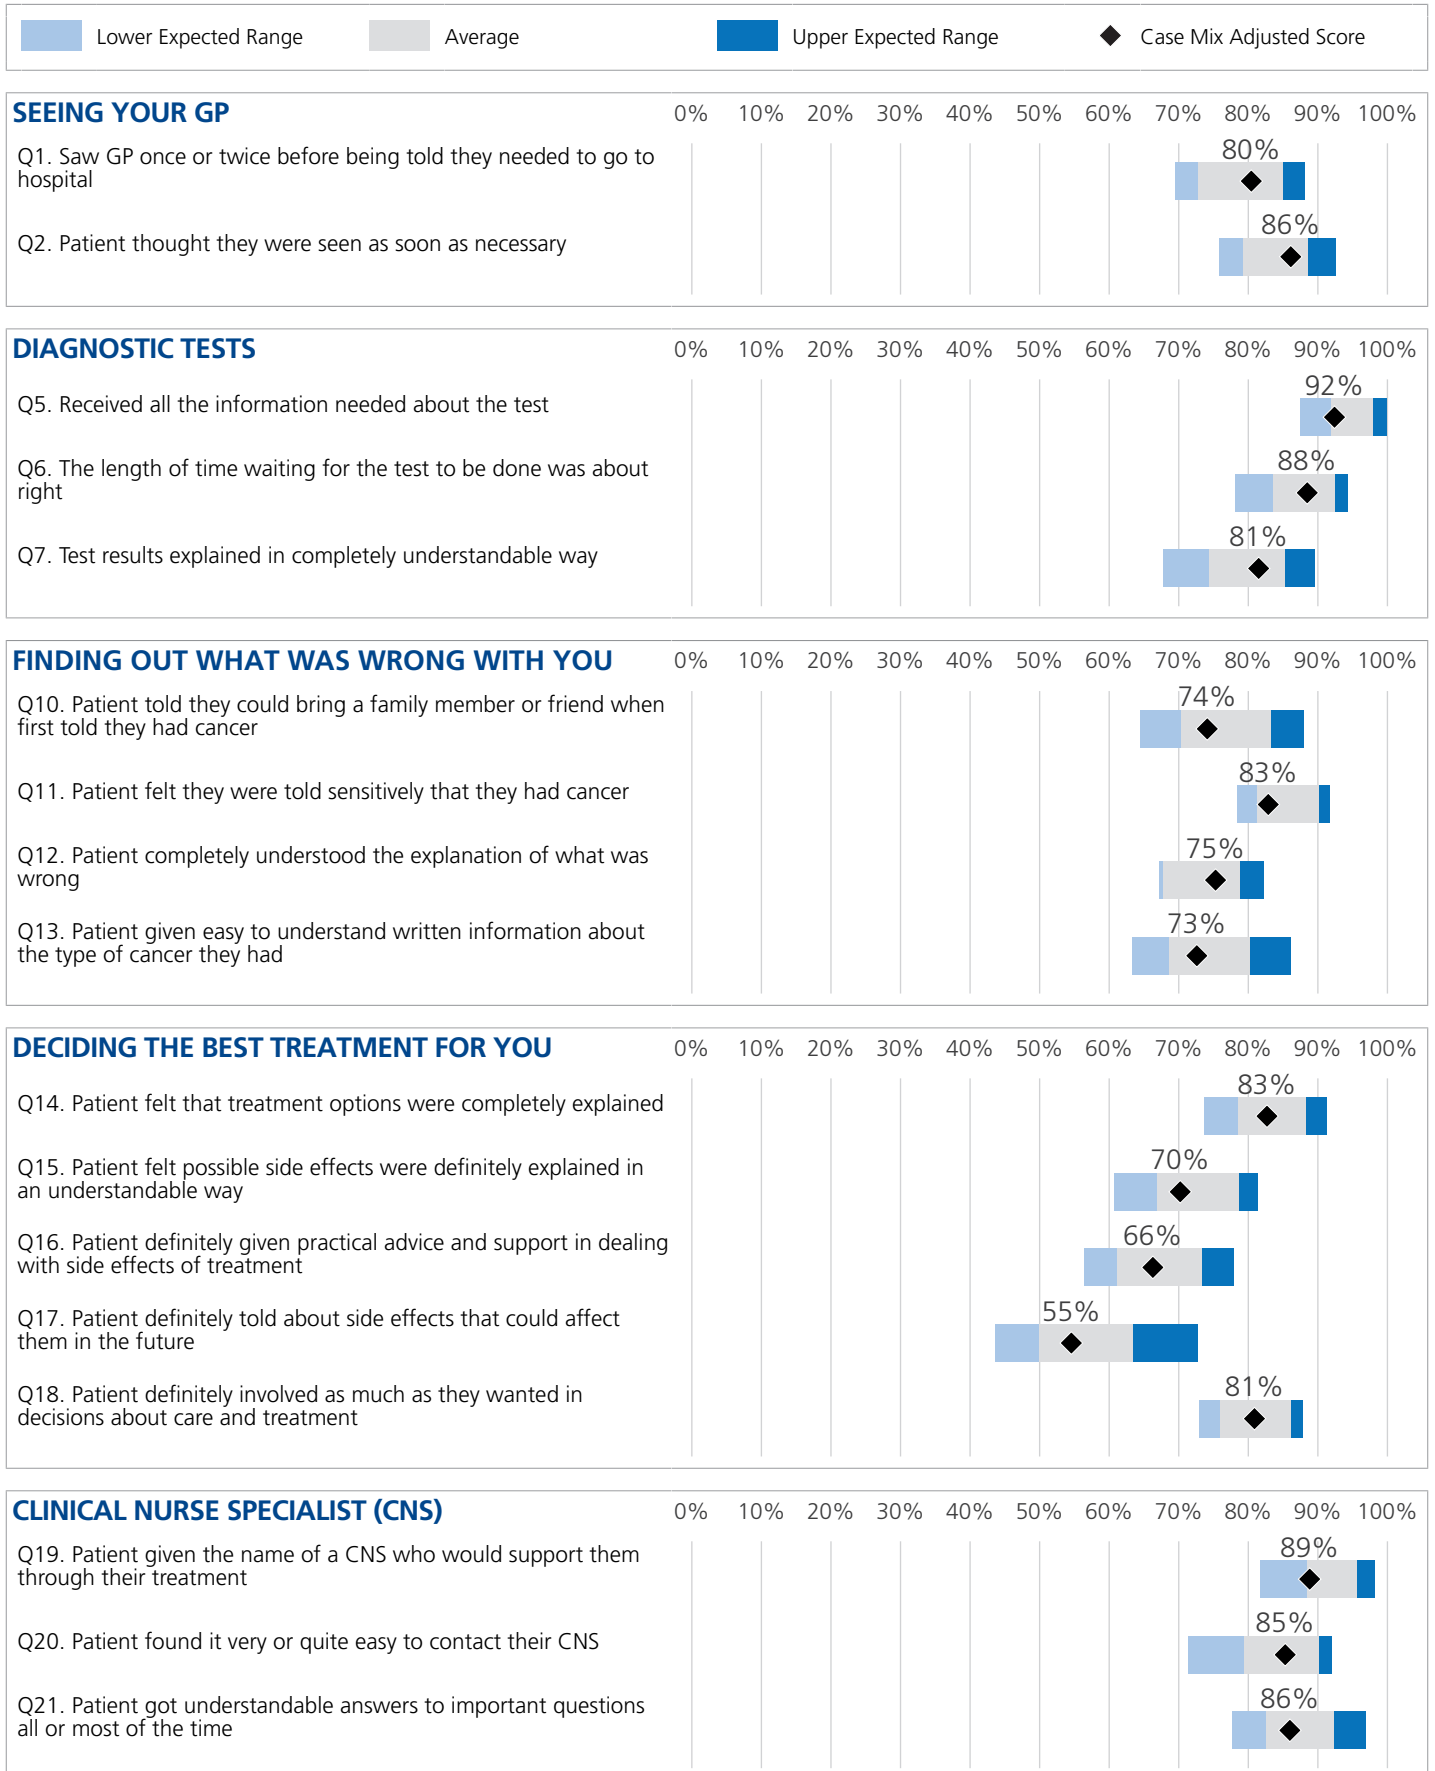 Lower Expected Range Average Upper Expected Range Case Mix Adjusted Score
SEEING YOUR GP 0% 10% 20% 30% 40% 50% 60% 70% 80% 90% 100%
Q1. Saw GP once or twice before being told they needed to go to
hospital
80%
Q2. Patient thought they were seen as soon as necessary
86%
DIAGNOSTIC TESTS 0% 10% 20% 30% 40% 50% 60% 70% 80% 90% 100%
Q5. Received all the information needed about the test
92%
Q6. The length of time waiting for the test to be done was about
right
88%
Q7. Test results explained in completely understandable way
81%
FINDING OUT WHAT WAS WRONG WITH YOU 0% 10% 20% 30% 40% 50% 60% 70% 80% 90% 100%
Q10. Patient told they could bring a family member or friend when
first told they had cancer
74%
Q11. Patient felt they were told sensitively that they had cancer
83%
Q12. Patient completely understood the explanation of what was
wrong
75%
Q13. Patient given easy to understand written information about
the type of cancer they had
73%
DECIDING THE BEST TREATMENT FOR YOU 0% 10% 20% 30% 40% 50% 60% 70% 80% 90% 100%
Q14. Patient felt that treatment options were completely explained
83%
Q15. Patient felt possible side effects were definitely explained in
an understandable way
70%
Q16. Patient definitely given practical advice and support in dealing
with side effects of treatment
66%
Q17. Patient definitely told about side effects that could affect
them in the future
55%
Q18. Patient definitely involved as much as they wanted in
decisions about care and treatment
81%
CLINICAL NURSE SPECIALIST (CNS) 0% 10% 20% 30% 40% 50% 60% 70% 80% 90% 100%
Q19. Patient given the name of a CNS who would support them
through their treatment
89%
Q20. Patient found it very or quite easy to contact their CNS
85%
Q21. Patient got understandable answers to important questions
all or most of the time
86%